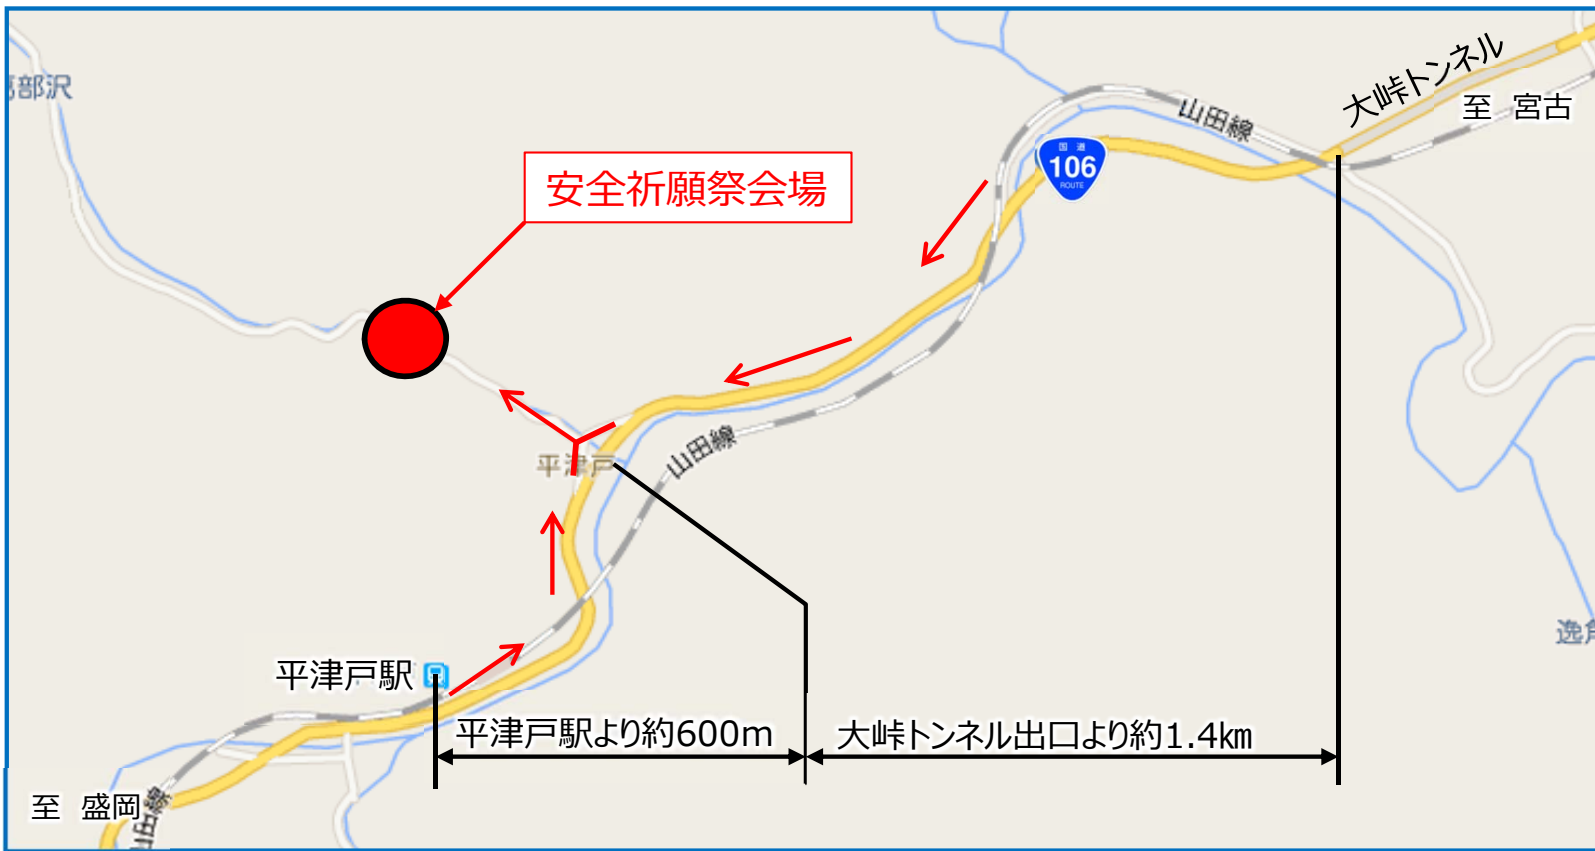 部沢
大峠トンネル
至 宮古
山田線
国道
106
ROUTE
安全祈願祭会場
平津戸
山田線
平津戸駅
平津戸駅より約600m
大峠トンネル出口より約1.4㎞
至 盛岡
山田線
逸角